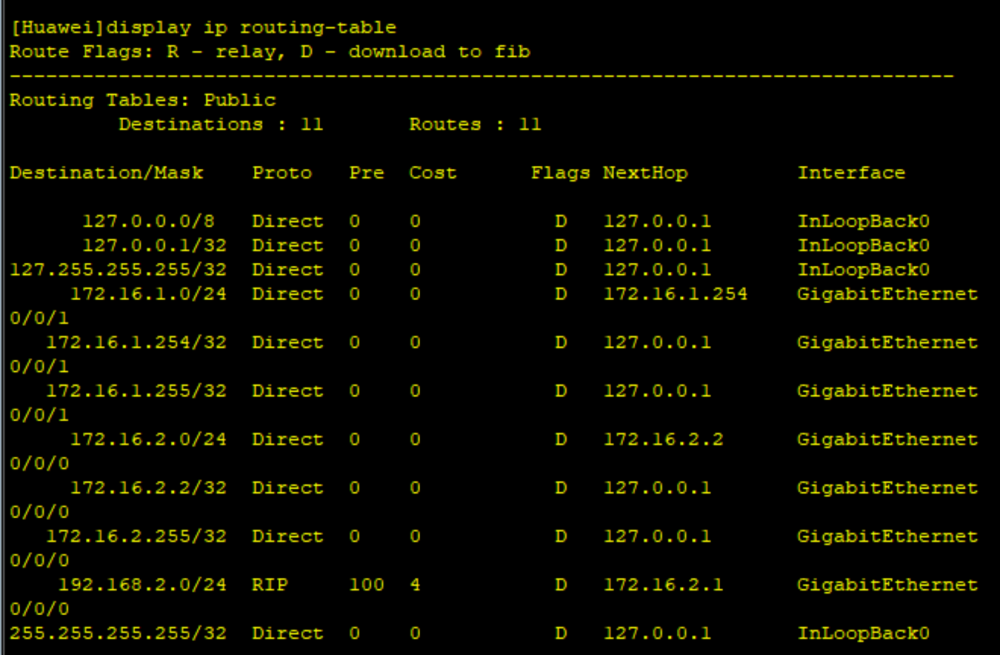 [Huawei]display ip routing-table
Route Flags: R - relay, D - download to fib
------------------------------------------------------------------------------
Routing Tables: Public
         Destinations : 11       Routes : 11

Destination/Mask    Proto   Pre  Cost      Flags NextHop         Interface

      127.0.0.0/8   Direct  0    0           D   127.0.0.1       InLoopBack0
      127.0.0.1/32  Direct  0    0           D   127.0.0.1       InLoopBack0
127.255.255.255/32  Direct  0    0           D   127.0.0.1       InLoopBack0
     172.16.1.0/24  Direct  0    0           D   172.16.1.254    GigabitEthernet
0/0/1
   172.16.1.254/32  Direct  0    0           D   127.0.0.1       GigabitEthernet
0/0/1
   172.16.1.255/32  Direct  0    0           D   127.0.0.1       GigabitEthernet
0/0/1
     172.16.2.0/24  Direct  0    0           D   172.16.2.2      GigabitEthernet
0/0/0
     172.16.2.2/32  Direct  0    0           D   127.0.0.1       GigabitEthernet
0/0/0
   172.16.2.255/32  Direct  0    0           D   127.0.0.1       GigabitEthernet
0/0/0
    192.168.2.0/24  RIP     100  4           D   172.16.2.1      GigabitEthernet
0/0/0
255.255.255.255/32  Direct  0    0           D   127.0.0.1       InLoopBack0